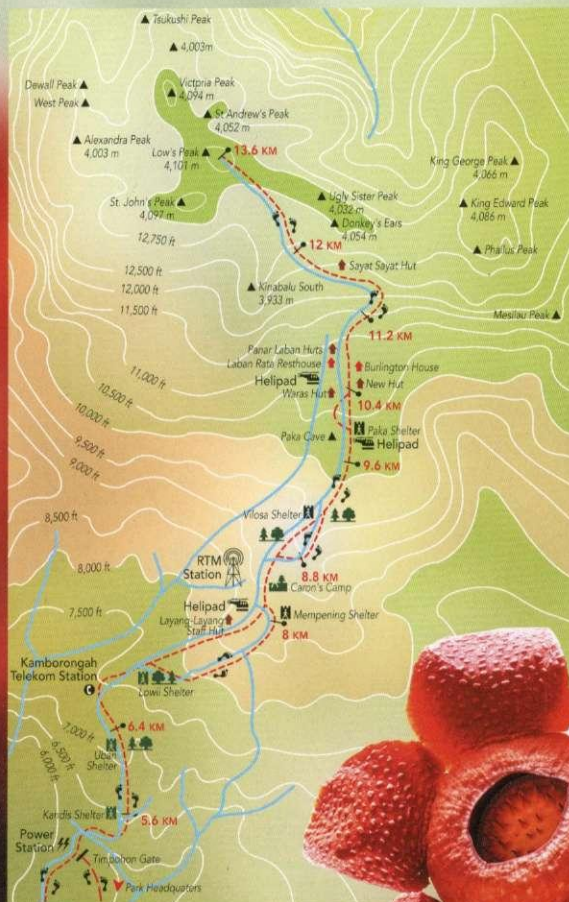 Tsukushi Peak
4,003m
Dewall Peak
West Peak
Victoria Peak
4,094 m
St Andrew's Peak
4,052 m
Alexandra Peak
4,003 m
Low's Peak
4,101 m
13.6 KM
King George Peak
4,066 m
St. John's Peak
4,097 m
Ugly Sister Peak
4,032 m
King Edward Peak
4,086 m
Donkey's Ears
4,054 m
12,750 ft
12 KM
Phallus Peak
12,500 ft
Sayat Sayat Hut
12,000 ft
Kinabalu South
3,933 m
11,500 ft
Mesilau Peak
11.2 KM
Panar Laban Huts
11,000 ft
Laban Rata Resthouse
Burlington House
10,500 ft
Helipad
New Hut
Waras Hut
10.4 KM
10,000 ft
Paka Shelter
9,500 ft
Paka Cave
Helipad
9,000 ft
9.6 KM
8,500 ft
Vilosa Shelter
RTM
Station
8,000 ft
8.8 KM
Caron's Camp
7,500 ft
Helipad
Layang-Layang
Staff Hut
Mempening Shelter
8 KM
Kamborongah
Telekom Station
C
Lowii Shelter
7,000 ft
6.4 KM
6,500 ft
Ubah
Shelter
6,000 ft
Kandis Shelter
5.6 KM
Power
Station
Timpohon Gate
Park Headquaters